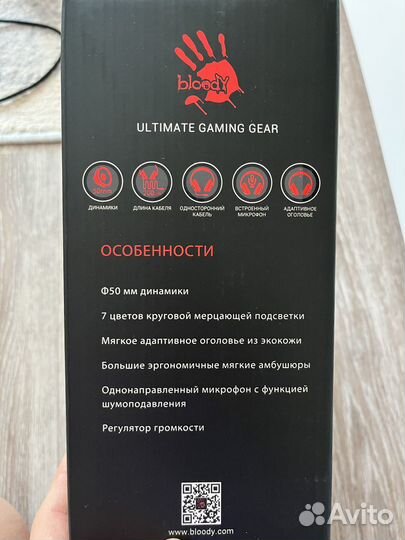 bloody
ULTIMATE GAMING GEAR
50mm
ДИНАМИКИ
ДЛИНА КАБЕЛЯ
ОДНОСТОРОННИЙ
КАБЕЛЬ
ВСТРОЕННЫЙ
МИКРОФОН
АДАПТИВНОЕ
ОГОЛОВЬЕ
ОСОБЕННОСТИ
Ф50 мм динамики
7 цветов круговой мерцающей подсветки
Мягкое адаптивное оголовье из экокожи
Большие эргономичные мягкие амбушюры
Однонаправленный микрофон с функцией
шумоподавления
Регулятор громкости
www.bloody.com
Avito